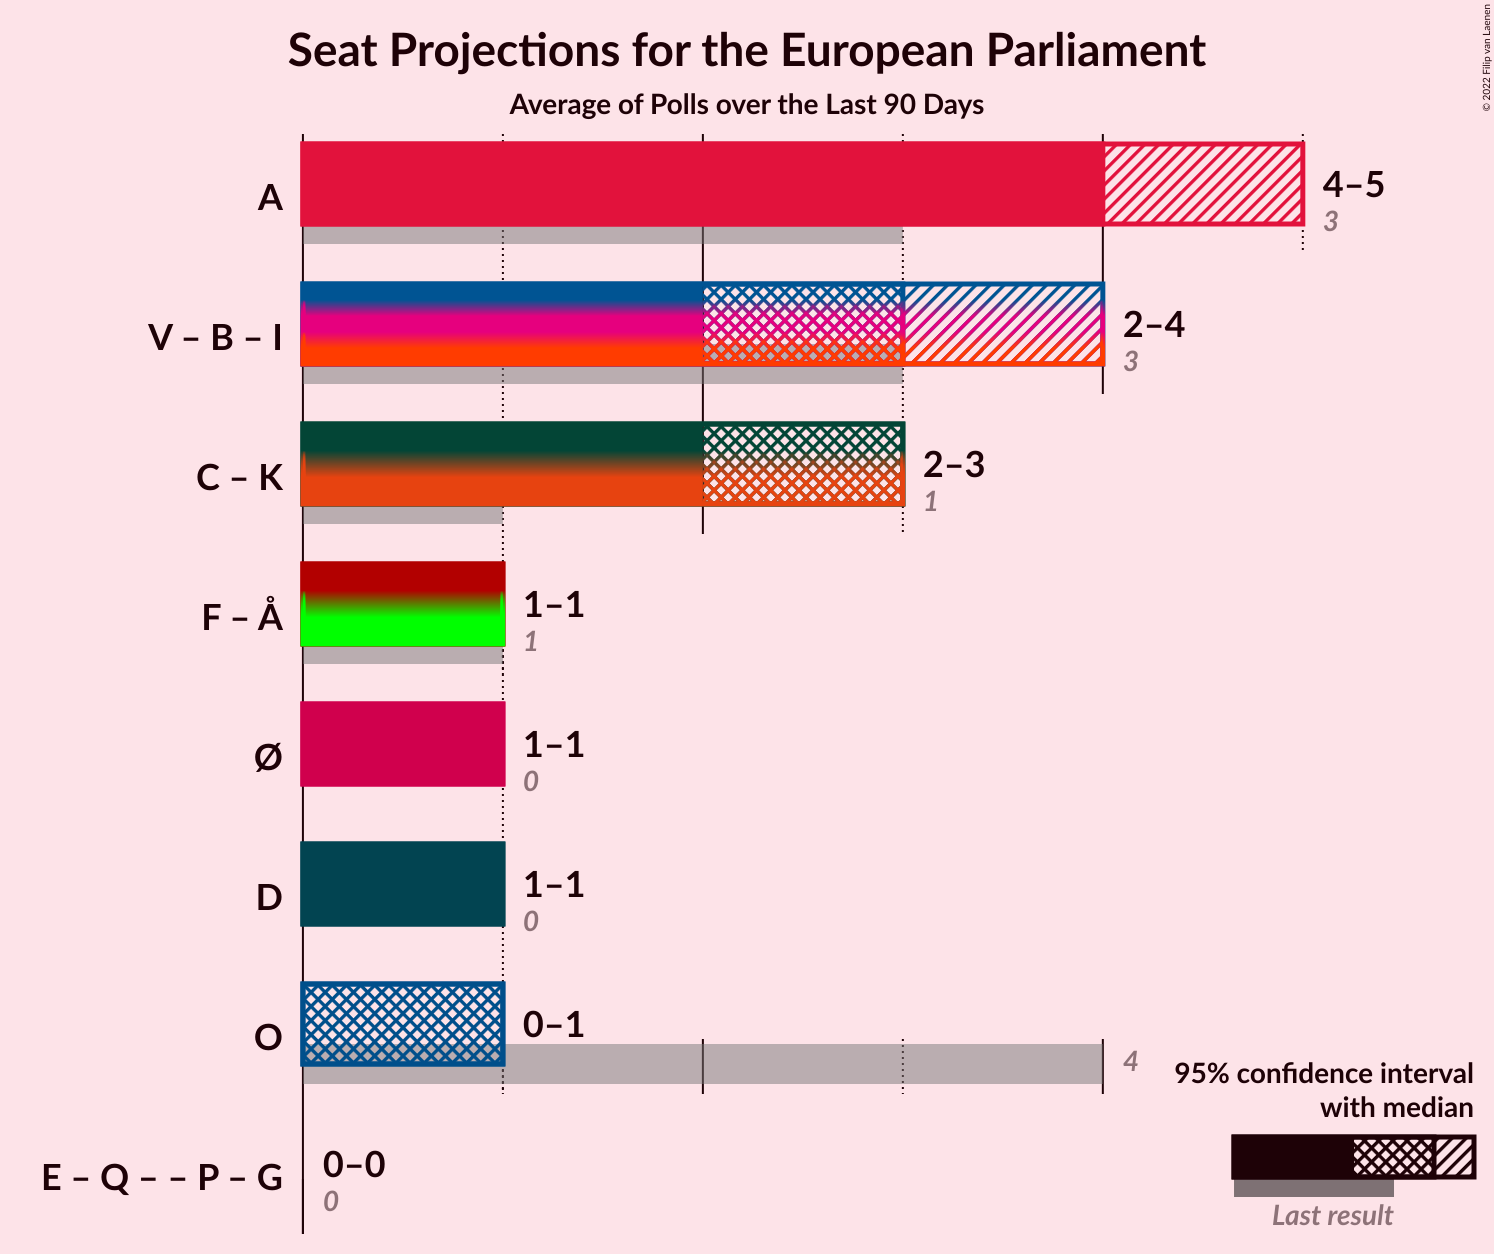 Seat Projections for the European Parliament
Average of Polls over the Last 90 Days
© 2022 Filip van Laenen
A
4–5
3
V – B – I
2–4
3
C – K
2–3
1
F – Å
1–1
1
Ø
1–1
0
D
1–1
0
O
0–1
4
E – Q – – P – G
0–0
0
95% confidence interval
with median
Last result